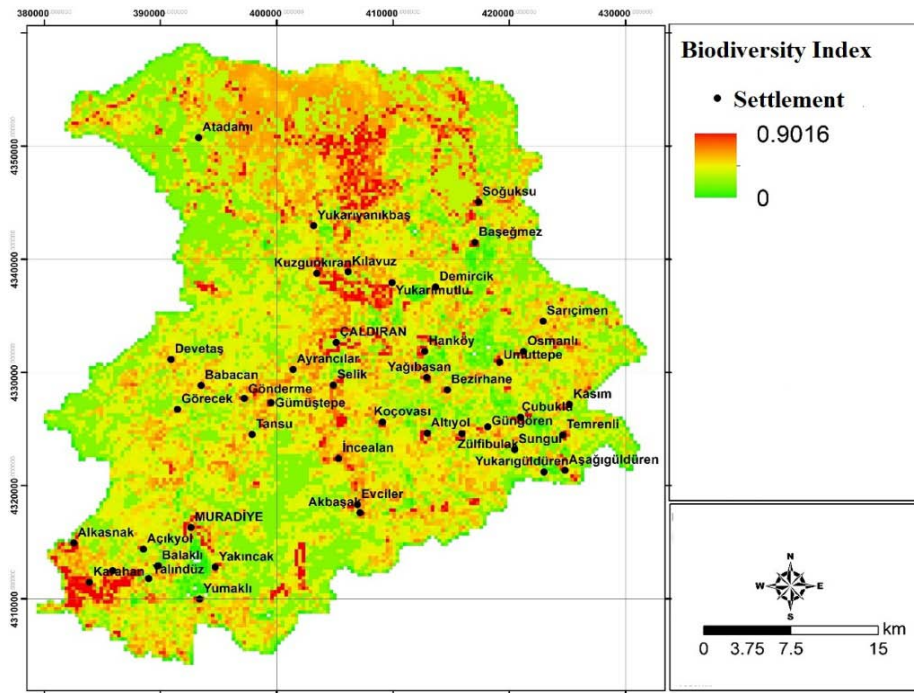 380000 390000 400000 410000 420000 430000
Biodiversity Index
Settlement
0.9016
0
4350000
4340000
4330000
4320000
4310000
Atadamı
Soğuksu
Yukarıyanıkbaş
Başeğmez
Kuzgunkıran
Kılavuz
Demircik
Yukarımutlu
Sarıçimen
ÇALDIRAN
Hanköy
Osmanlı
Umuttepe
Devetaş
Ayrancılar
Yağıbasan
Babacan
Selik
Bezirhane
Gönderme
Kasım
Görecek
Gümüştepe
Çubuklu
Koçovası
Altıyol
Güngören
Temrenli
Tansu
Zülfibulak
Sungur
İncealan
Yukarıgüldüren
Aşağıgüldüren
Evciler
Akbaşak
MURADİYE
Alkasnak
Açıkyol
Balaklı
Yakıncak
Karahan
Yalındüz
Yumaklı
N
W
E
S
km
0 3.75 7.5 15